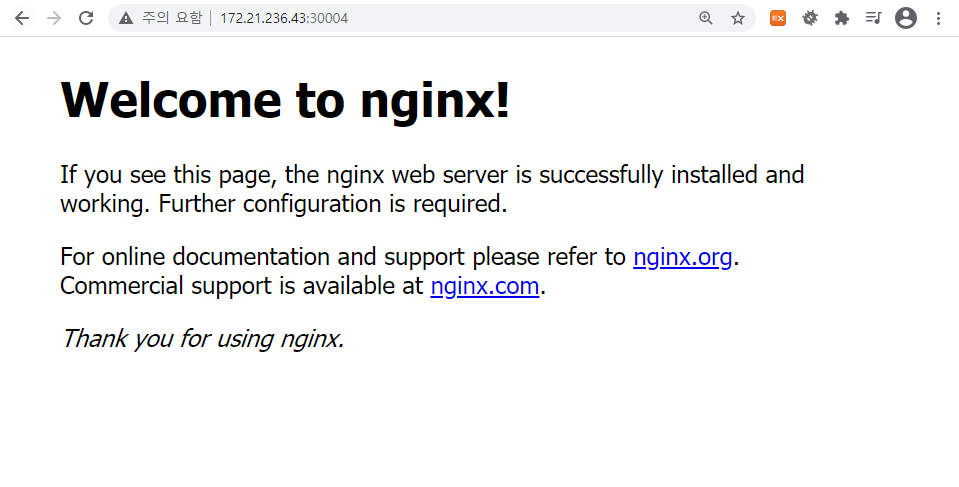 주의 요함 | 172.21.236.43:30004
EX
Welcome to nginx!
If you see this page, the nginx web server is successfully installed and
working. Further configuration is required.
For online documentation and support please refer to nginx.org.
Commercial support is available at nginx.com.
Thank you for using nginx.